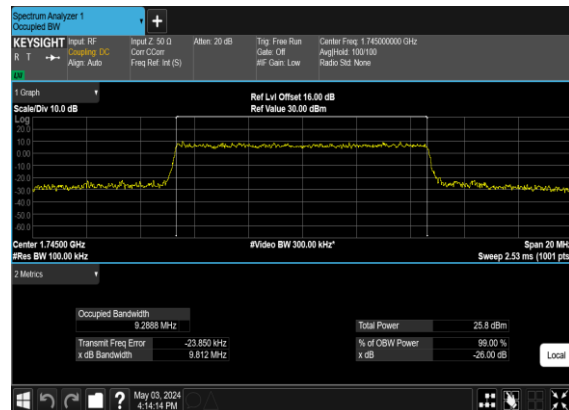 Spectrum Analyzer 1
Occupied BW
+
KEYSIGHT Input: RF Input Z: 50 Ω Atten: 20 dB Trig: Free Run Center Freq: 1.745000000 GHz
R T Coupling: DC Corr CCorr Gate: Off Avg|Hold: 100/100
Align: Auto Freq Ref: Int (S) #IF Gain: Low Radio Std: None
LW
1 Graph
Ref Lvl Offset 16.00 dB
Scale/Div 10.0 dB Ref Value 30.00 dBm
Log
20.0
10.0
0.00
-10.0
-20.0
-30.0
-40.0
-50.0
-60.0
Center 1.74500 GHz #Video BW 300.00 kHz* Span 20 MHz
#Res BW 100.00 kHz Sweep 2.53 ms (1001 pts
2 Metrics
Occupied Bandwidth
9.2888 MHz Total Power 25.8 dBm
Transmit Freq Error -23.850 kHz % of OBW Power 99.00 %
x dB Bandwidth 9.812 MHz x dB -26.00 dB
Local
? May 03, 2024
4:14:14 PM